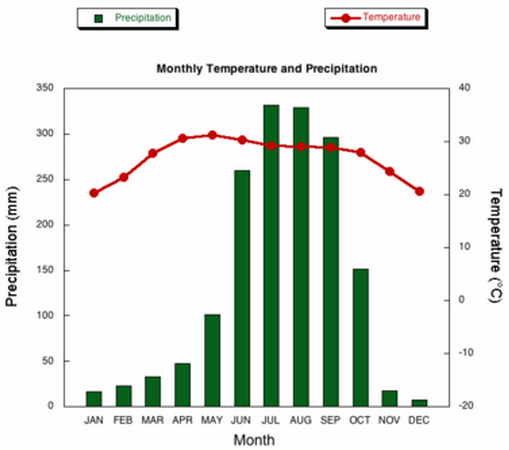 Precipitation
Temperature
Monthly Temperature and Precipitation
350
300
250
200
150
100
50
0
40
30
20
10
0
-10
-20
Precipitation (mm)
Temperature (°C)
JAN FEB MAR APR MAY JUN JUL AUG SEP OCT NOV DEC
Month